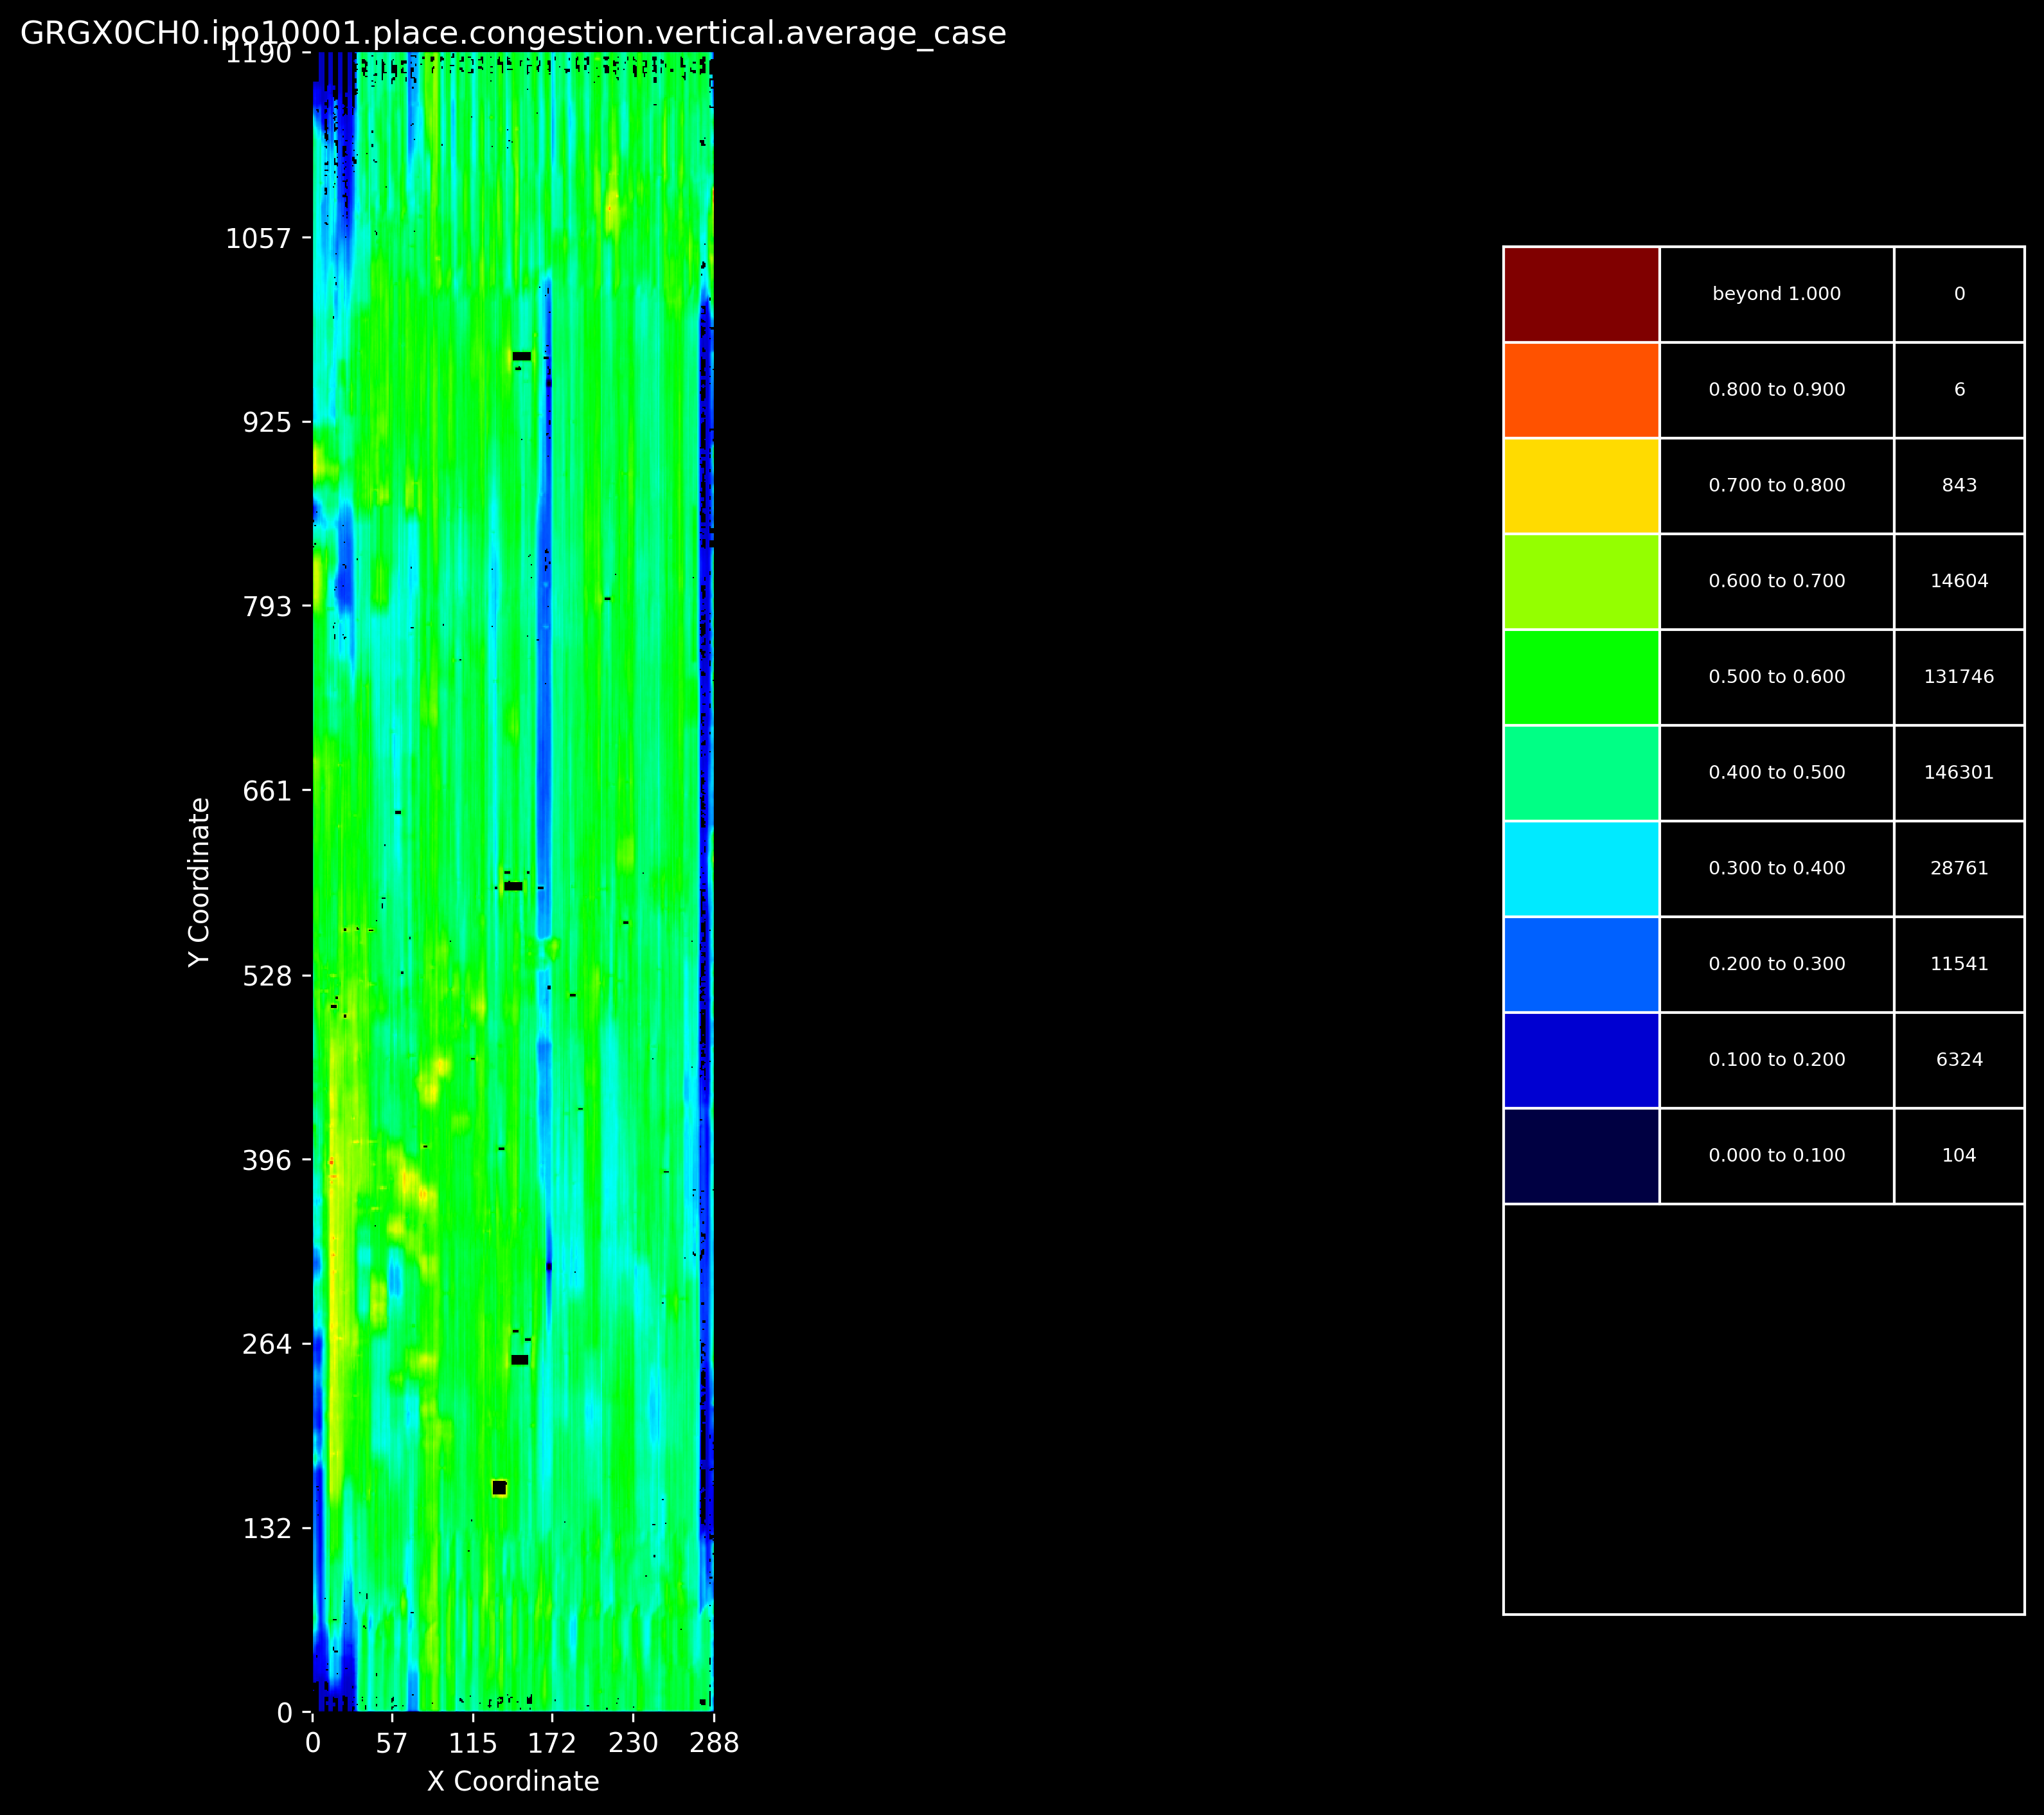 GRGX0CH0.ipo10001.place.congestion.vertical.average_case
1190
1057
925
793
661
528
396
264
132
0
Y Coordinate
0 57 115 172 230 288
X Coordinate
beyond 1.000 0
0.800 to 0.900 6
0.700 to 0.800 843
0.600 to 0.700 14604
0.500 to 0.600 131746
0.400 to 0.500 146301
0.300 to 0.400 28761
0.200 to 0.300 11541
0.100 to 0.200 6324
0.000 to 0.100 104